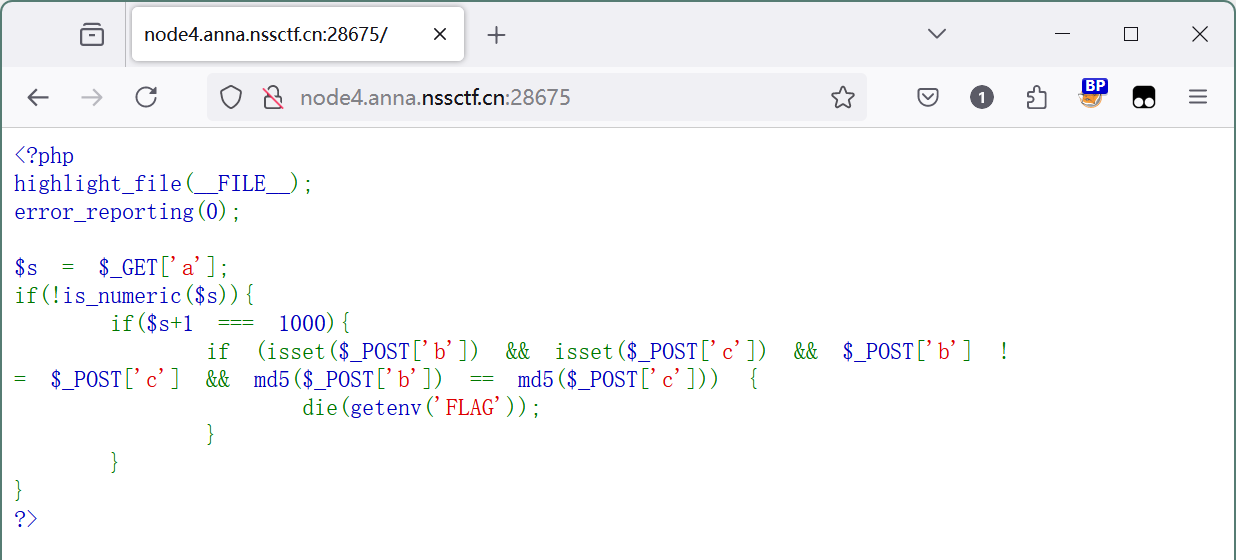 node4.anna.nssctf.cn:28675/
node4.anna.nssctf.cn:28675
1
BP
<?php
highlight_file(__FILE__);
error_reporting(0);
$s = $_GET['a'];
if(!is_numeric($s)){
if($s+1 === 1000){
if (isset($_POST['b']) && isset($_POST['c']) && $_POST['b'] !
= $_POST['c'] && md5($_POST['b']) == md5($_POST['c'])) {
die(getenv('FLAG'));
}
}
}
?>